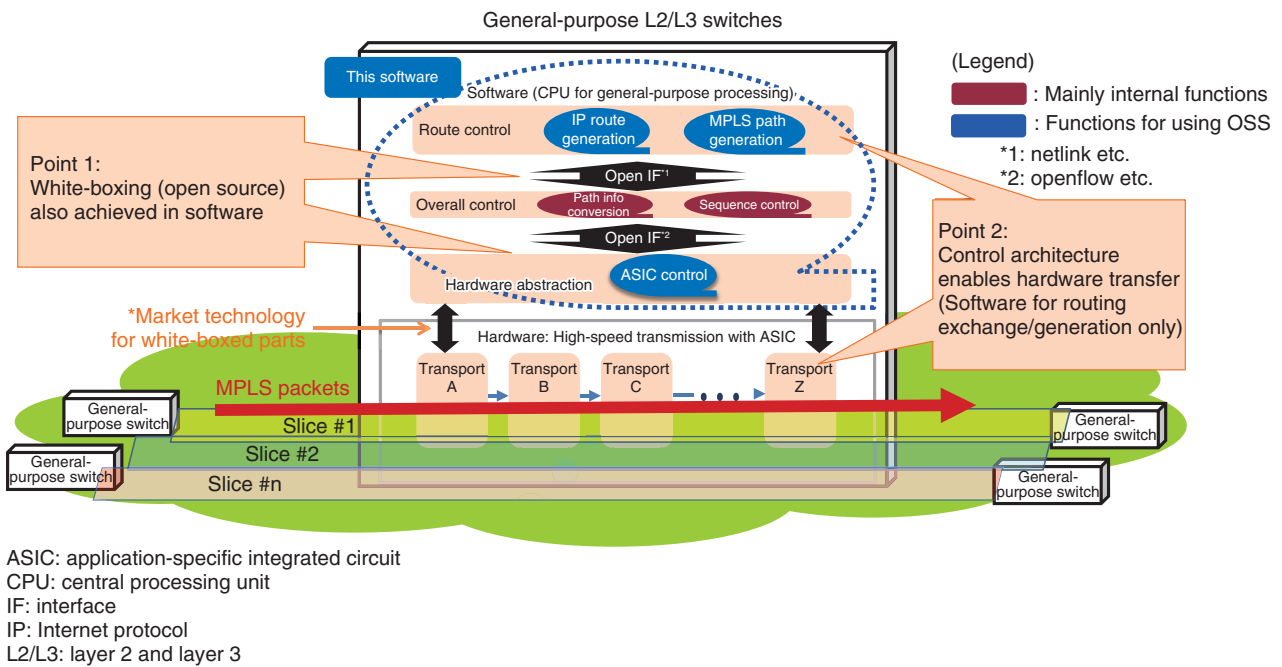 General-purpose L2/L3 switches
This software
Software (CPU for general-purpose processing)
Route control
IP route
generation
MPLS path
generation
Open IF*1
Overall control
Path info
conversion
Sequence control
Open IF*2
Hardware abstraction
ASIC control
(Legend)
: Mainly internal functions
: Functions for using OSS
*1: netlink etc.
*2: openflow etc.
Point 1:
White-boxing (open source)
also achieved in software
Point 2:
Control architecture
enables hardware transfer
(Software for routing
exchange/generation only)
*Market technology
for white-boxed parts
Hardware: High-speed transmission with ASIC
Transport
A
Transport
B
Transport
C
Transport
Z
MPLS packets
General-
purpose switch
Slice #1
General-
purpose switch
General-
purpose switch
Slice #2
Slice #n
General-
purpose switch
ASIC: application-specific integrated circuit
CPU: central processing unit
IF: interface
IP: Internet protocol
L2/L3: layer 2 and layer 3